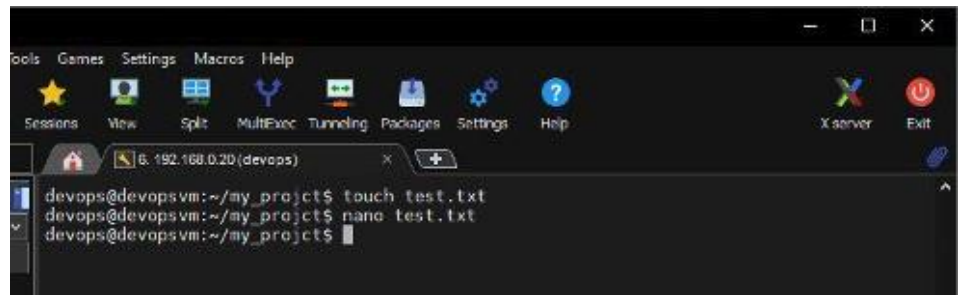 Tools Games Settings Macros Help
Sessions View Split MultiExec Tunneling Packages Settings Help X server Exit
6. 192.168.0.20 (devops)
devops@devopsvm:~/my_projct$ touch test.txt
devops@devopsvm:~/my_projct$ nano test.txt
devops@devopsvm:~/my_projct$